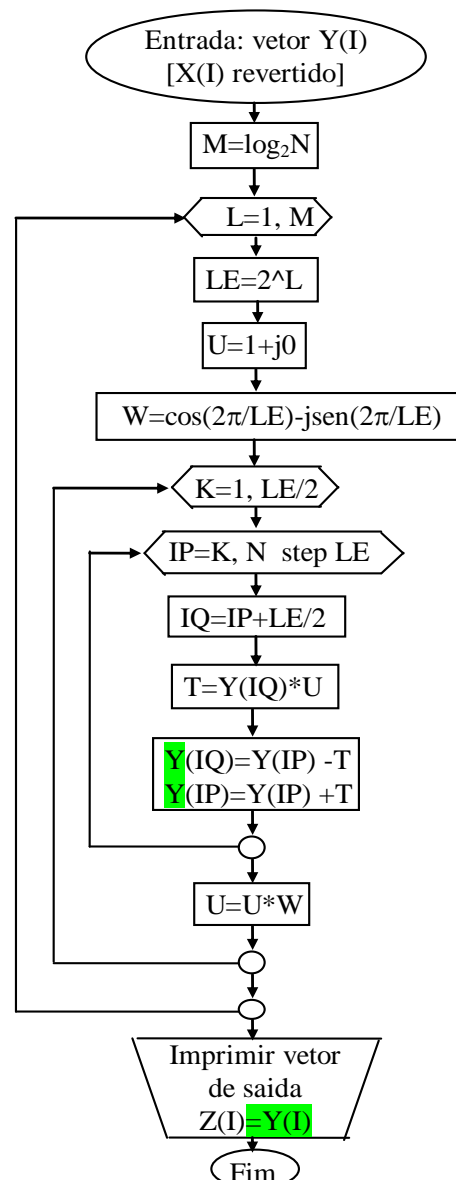 Entrada: vetor Y(I)
[X(I) revertido]
M=log₂N
L=1, M
LE=2^L
U=1+j0
W=cos(2π/LE)-jsen(2π/LE)
K=1, LE/2
IP=K, N step LE
IQ=IP+LE/2
T=Y(IQ)*U
Y(IQ)=Y(IP) -T
Y(IP)=Y(IP) +T
U=U*W
Imprimir vetor
de saida
Z(I)=Y(I)
Fim